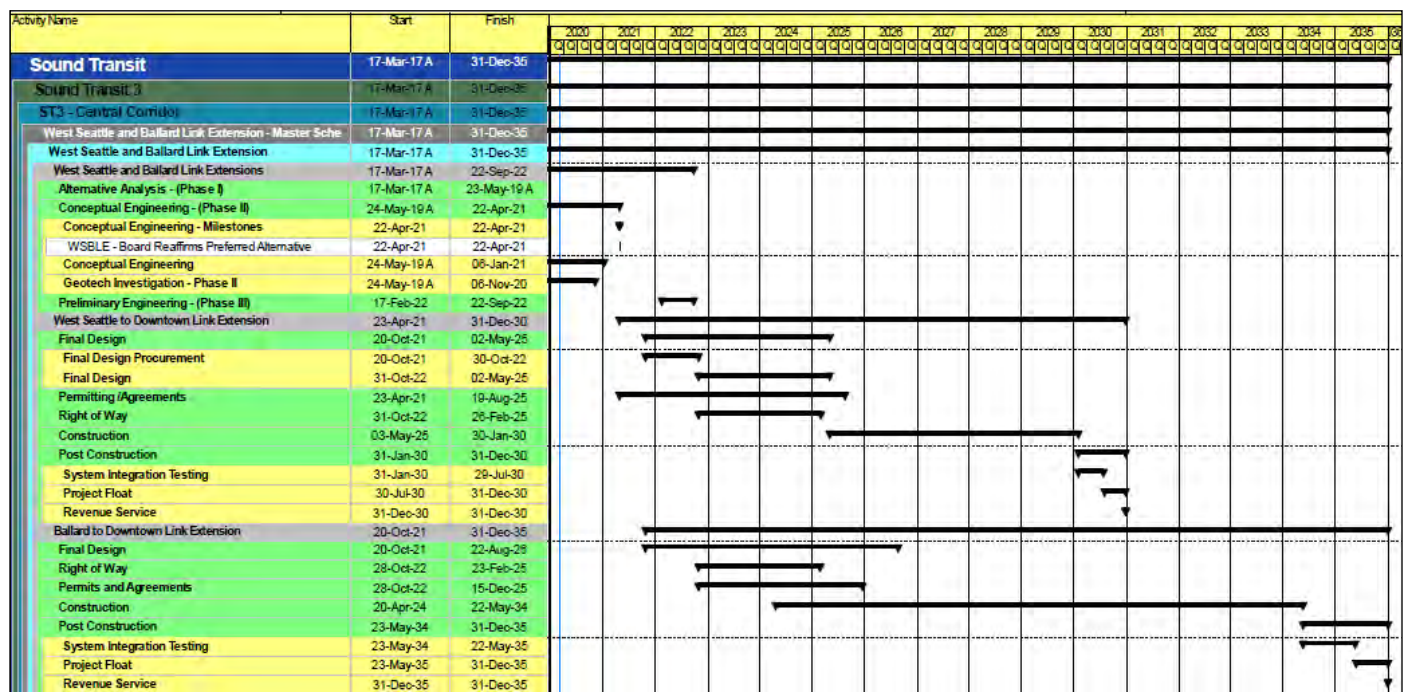 Activity Name Start Finish
2020 2021 2022 2023 2024 2025 2026 2027 2028 2029 2030 2031 2032 2033 2034 2035
Q Q Q Q Q Q Q Q Q Q Q Q Q Q Q Q Q Q Q Q Q Q Q Q Q Q Q Q Q Q Q Q Q Q Q Q Q Q Q Q Q Q Q Q Q Q Q Q Q Q Q Q Q Q Q Q Q Q Q Q Q Q Q Q Q
Sound Transit 17-Mar-17 A 31-Dec-35
Sound Transit 3 17-Mar-17 A 31-Dec-35
ST3 - Central Corridor 17-Mar-17 A 31-Dec-35
West Seattle and Ballard Link Extension - Master Sche 17-Mar-17 A 31-Dec-35
West Seattle and Ballard Link Extension 17-Mar-17 A 31-Dec-35
West Seattle and Ballard Link Extensions 17-Mar-17 A 22-Sep-22
Alternative Analysis - (Phase I) 17-Mar-17 A 23-May-19 A
Conceptual Engineering - (Phase II) 24-May-19 A 22-Apr-21
Conceptual Engineering - Milestones 22-Apr-21 22-Apr-21
WSBLE - Board Reaffirms Preferred Alternative 22-Apr-21 22-Apr-21
Conceptual Engineering 24-May-19 A 06-Jan-21
Geotech Investigation - Phase II 24-May-19 A 06-Nov-20
Preliminary Engineering - (Phase III) 17-Feb-22 22-Sep-22
West Seattle to Downtown Link Extension 23-Apr-21 31-Dec-30
Final Design 20-Oct-21 02-May-25
Final Design Procurement 20-Oct-21 30-Oct-22
Final Design 31-Oct-22 02-May-25
Permitting /Agreements 23-Apr-21 19-Aug-25
Right of Way 31-Oct-22 26-Feb-25
Construction 03-May-25 30-Jan-30
Post Construction 31-Jan-30 31-Dec-30
System Integration Testing 31-Jan-30 29-Jul-30
Project Float 30-Jul-30 31-Dec-30
Revenue Service 31-Dec-30 31-Dec-30
Ballard to Downtown Link Extension 20-Oct-21 31-Dec-35
Final Design 20-Oct-21 22-Aug-26
Right of Way 28-Oct-22 23-Feb-25
Permits and Agreements 28-Oct-22 15-Dec-25
Construction 20-Apr-24 22-May-34
Post Construction 23-May-34 31-Dec-35
System Integration Testing 23-May-34 22-May-35
Project Float 23-May-35 31-Dec-35
Revenue Service 31-Dec-35 31-Dec-35